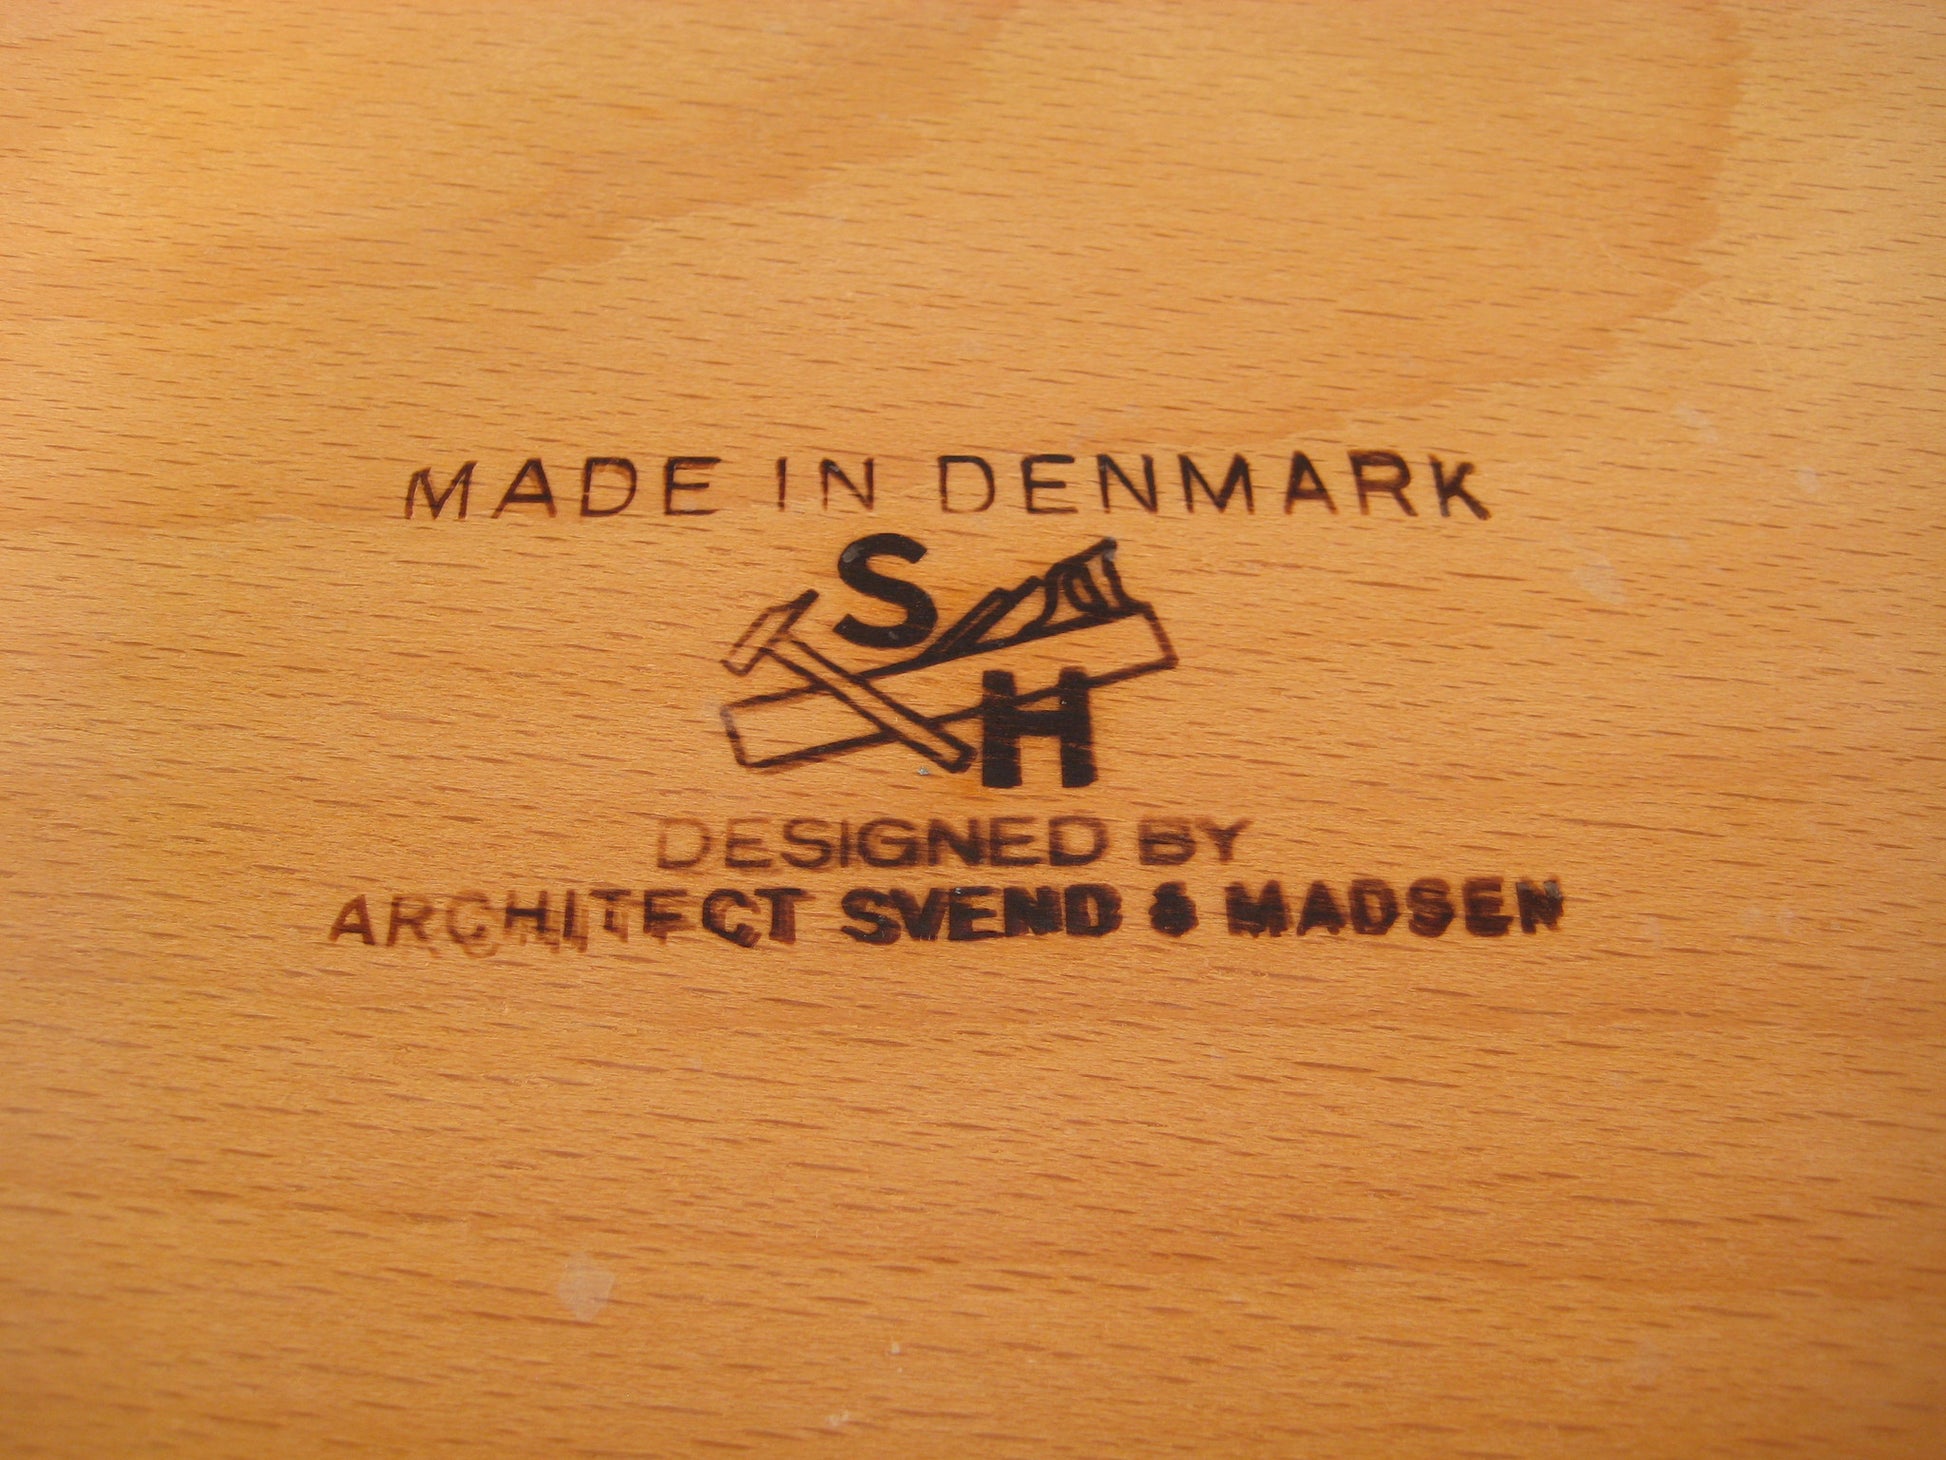 MADE IN DENMARK
S
H
DESIGNED BY
ARCHITECT SVEND & MADSEN